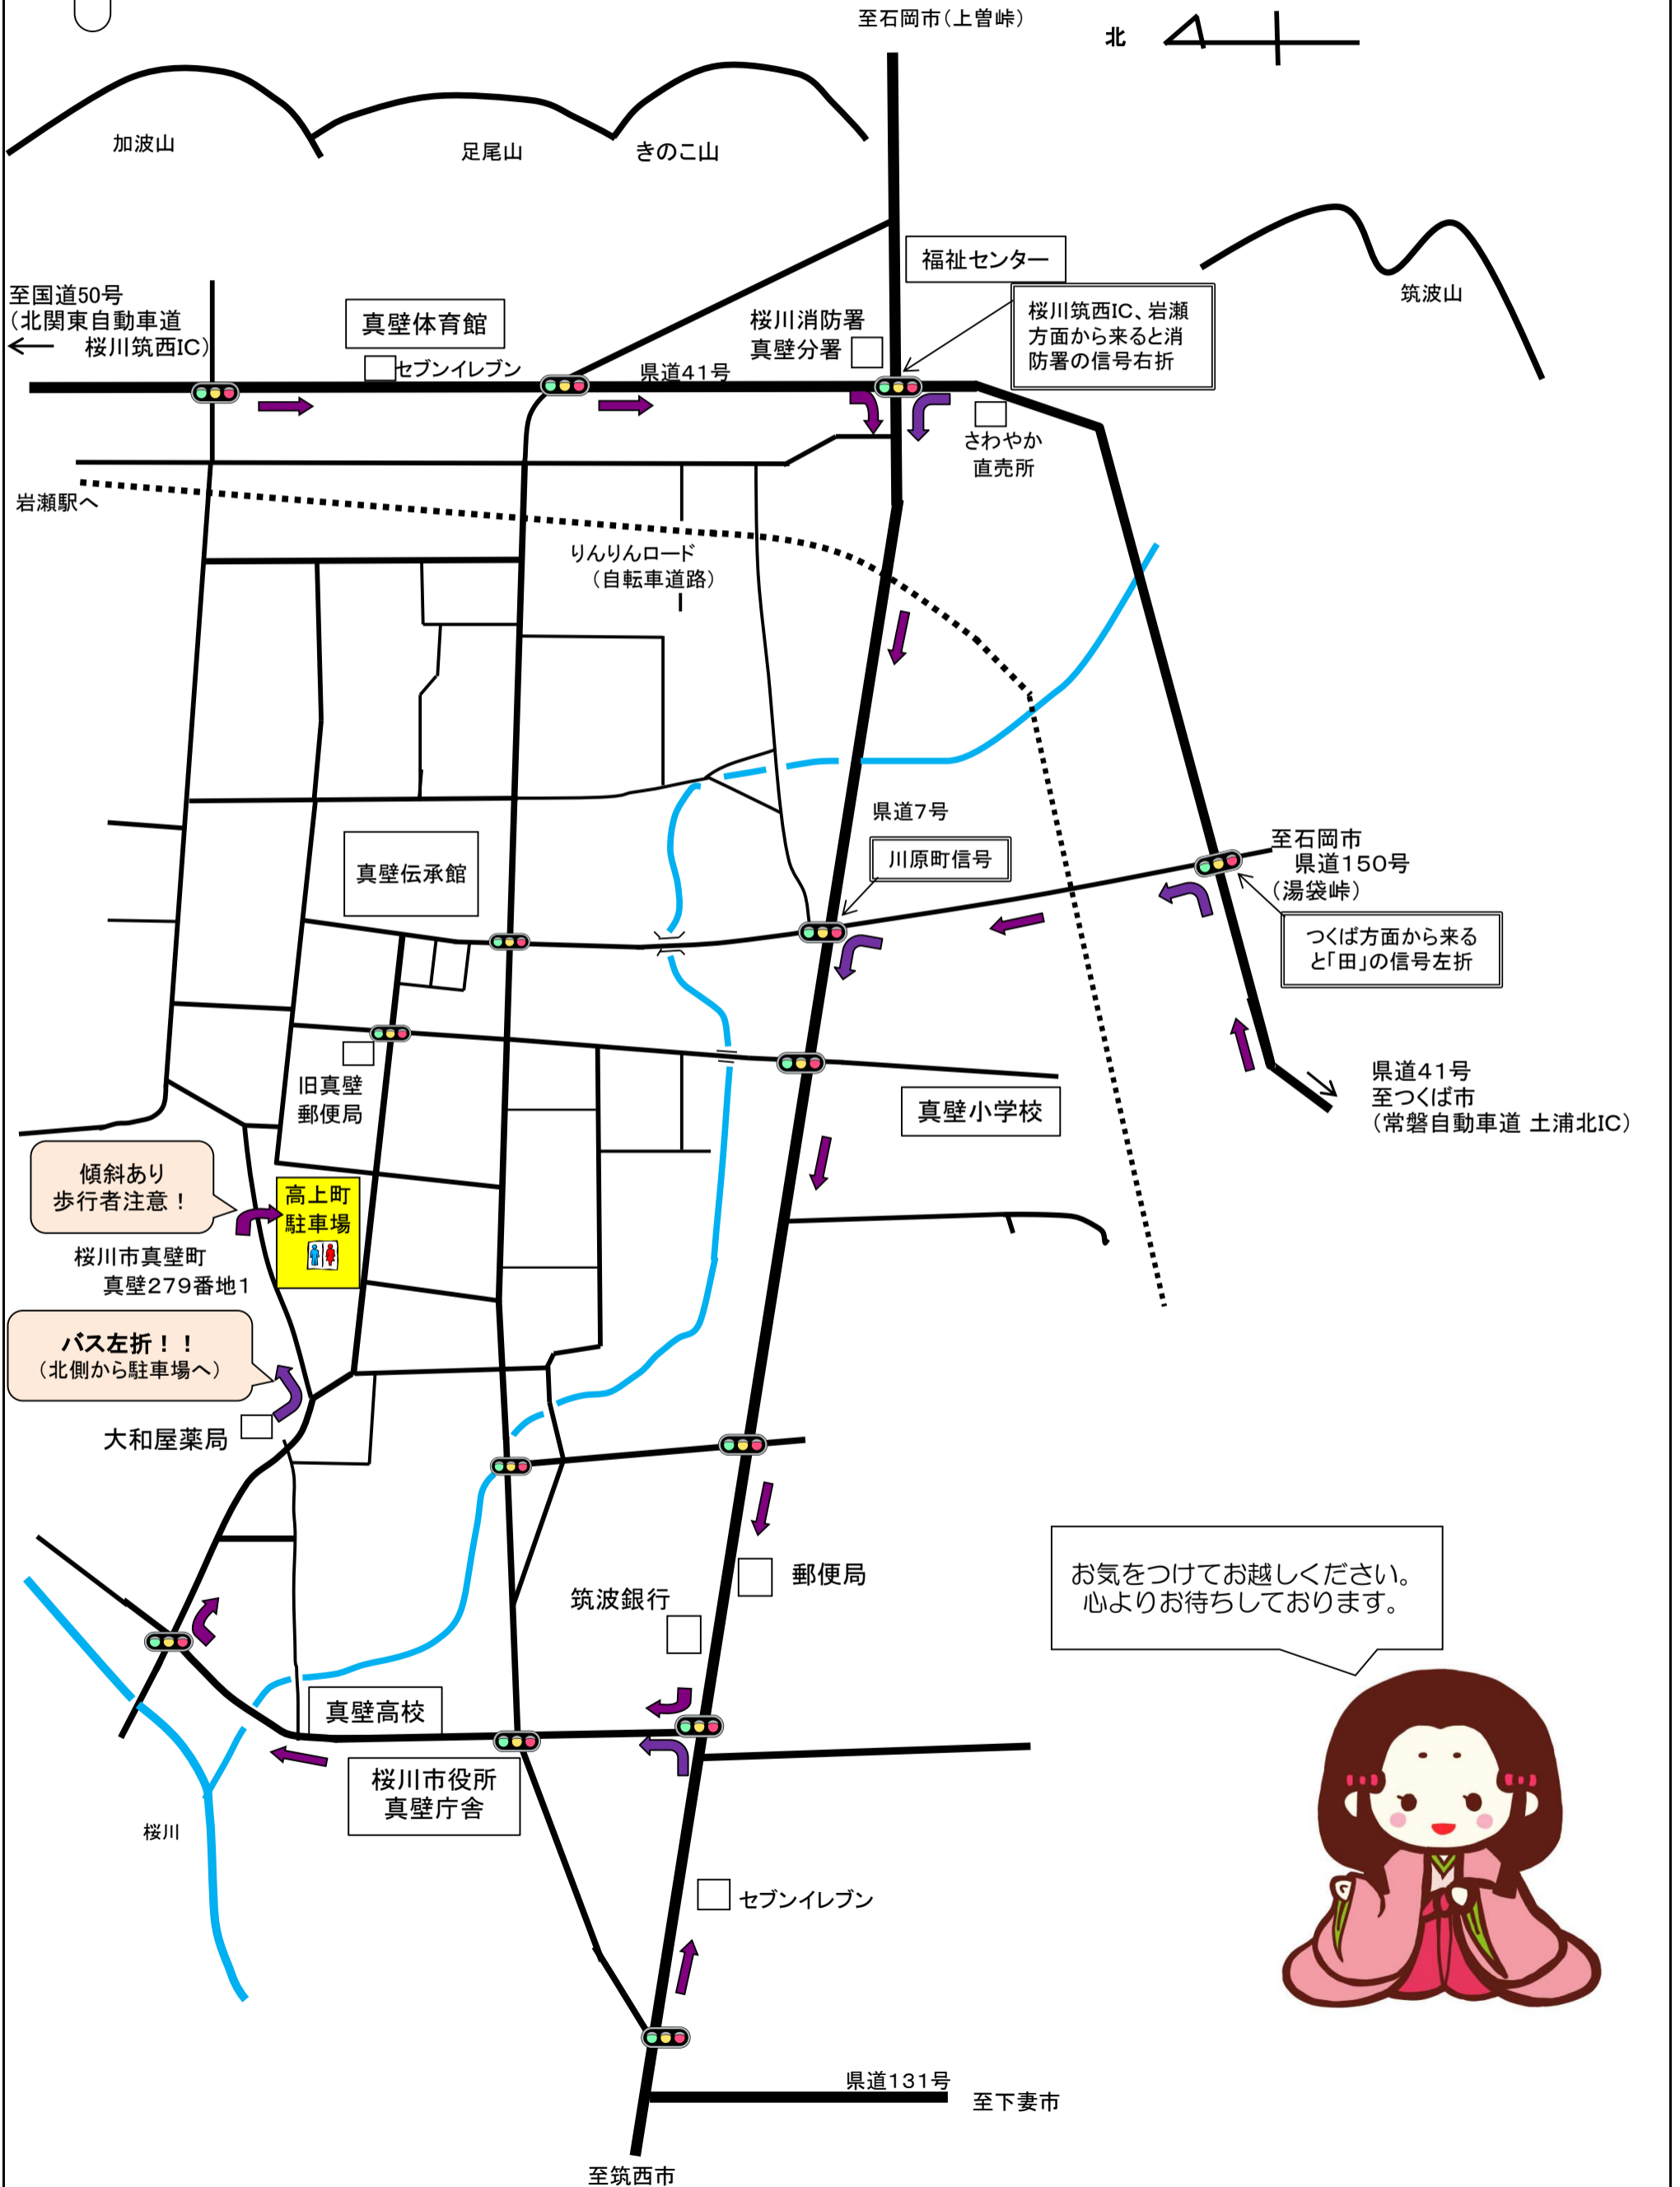 至石岡市(上曽峠)
北
加波山
足尾山
きのこ山
筑波山
福祉センター
至国道50号
(北関東自動車道
← 桜川筑西IC)
真壁体育館
セブンイレブン
県道41号
桜川消防署
真壁分署
桜川筑西IC、岩瀬
方面から来ると消
防署の信号右折
さわやか
直売所
岩瀬駅へ
りんりんロード
(自転車道路)
県道7号
川原町信号
真壁伝承館
至石岡市
県道150号
(湯袋峠)
つくば方面から来る
と「田」の信号左折
旧真壁
郵便局
真壁小学校
県道41号
至つくば市
(常磐自動車道 土浦北IC)
傾斜あり
歩行者注意!
高上町
駐車場
桜川市真壁町
真壁279番地1
バス左折!!
(北側から駐車場へ)
大和屋薬局
郵便局
筑波銀行
お気をつけてお越しください。
心よりお待ちしております。
真壁高校
桜川市役所
真壁庁舎
桜川
セブンイレブン
県道131号
至下妻市
至筑西市